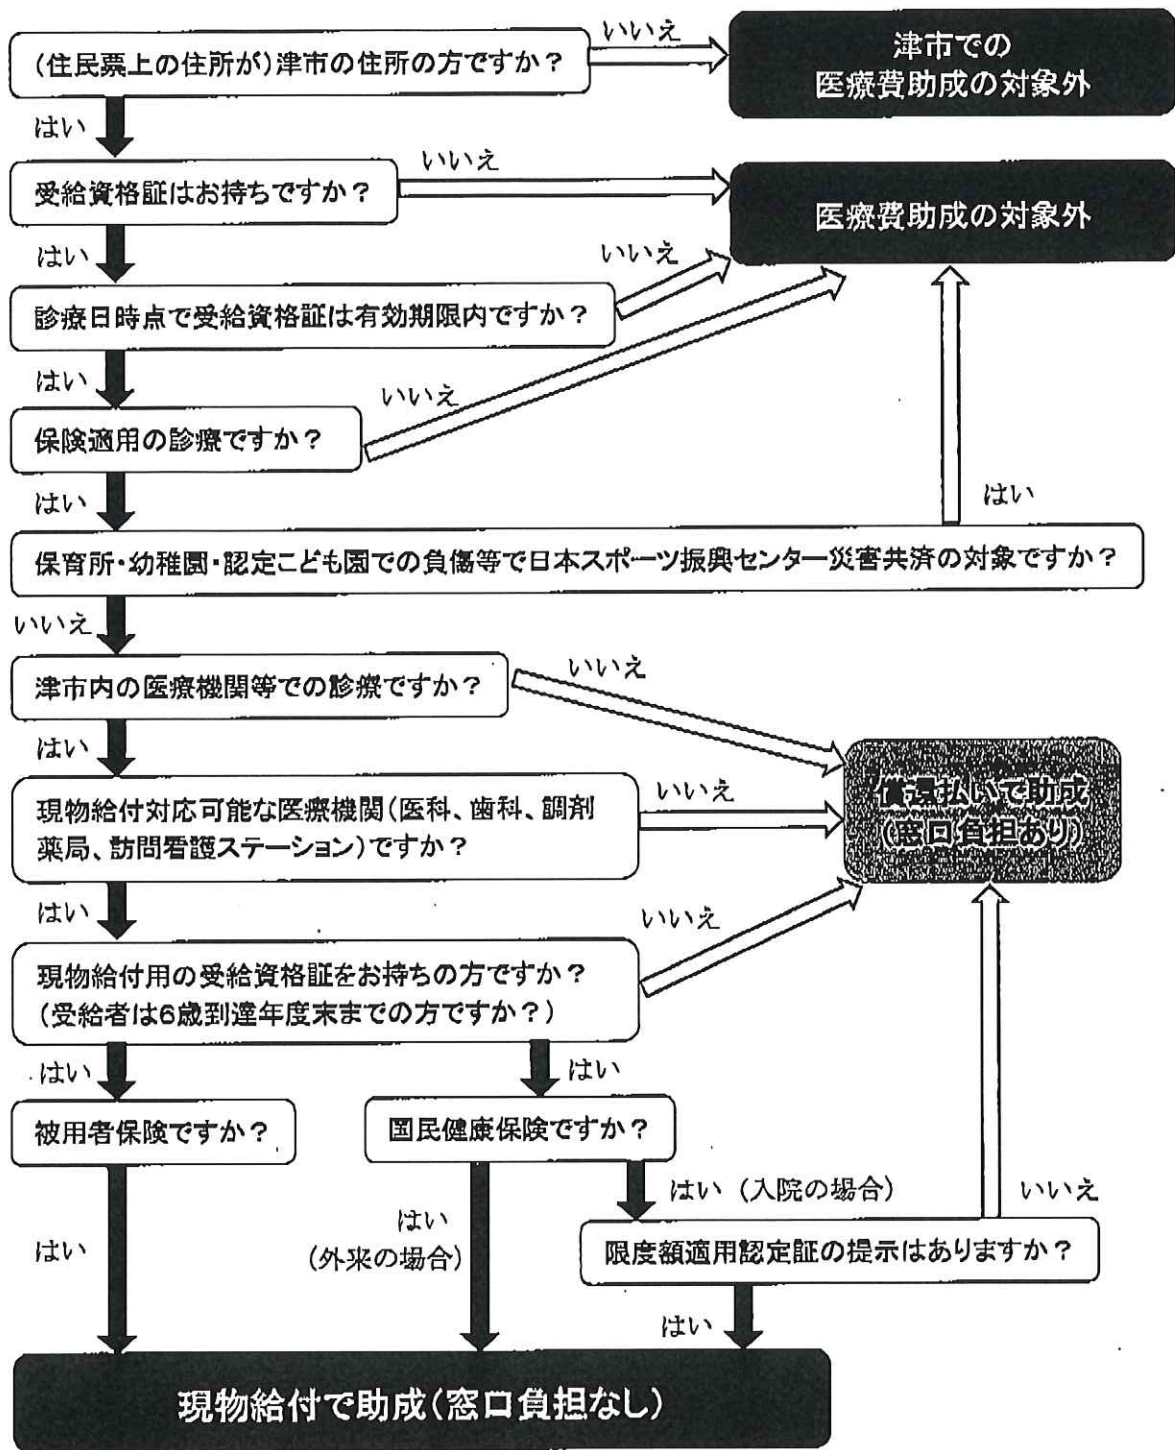 (住民票上の住所が)津市の住所の方ですか?
いいえ
津市での
医療費助成の対象外
はい
受給資格証はお持ちですか?
いいえ
医療費助成の対象外
はい
いいえ
診療日時点で受給資格証は有効期限内ですか?
はい
いいえ
保険適用の診療ですか?
はい
はい
保育所・幼稚園・認定こども園での負傷等で日本スポーツ振興センター災害共済の対象ですか?
いいえ
津市内の医療機関等での診療ですか?
いいえ
はい
現物給付対応可能な医療機関(医科、歯科、調剤
薬局、訪問看護ステーション)ですか?
いいえ
償還払いで助成
(窓口負担あり)
はい
いいえ
現物給付用の受給資格証をお持ちの方ですか?
(受給者は6歳到達年度末までの方ですか?)
はい
はい
被用者保険ですか?
国民健康保険ですか?
はい
はい
(外来の場合)
はい (入院の場合)
いいえ
限度額適用認定証の提示はありますか?
はい
現物給付で助成(窓口負担なし)